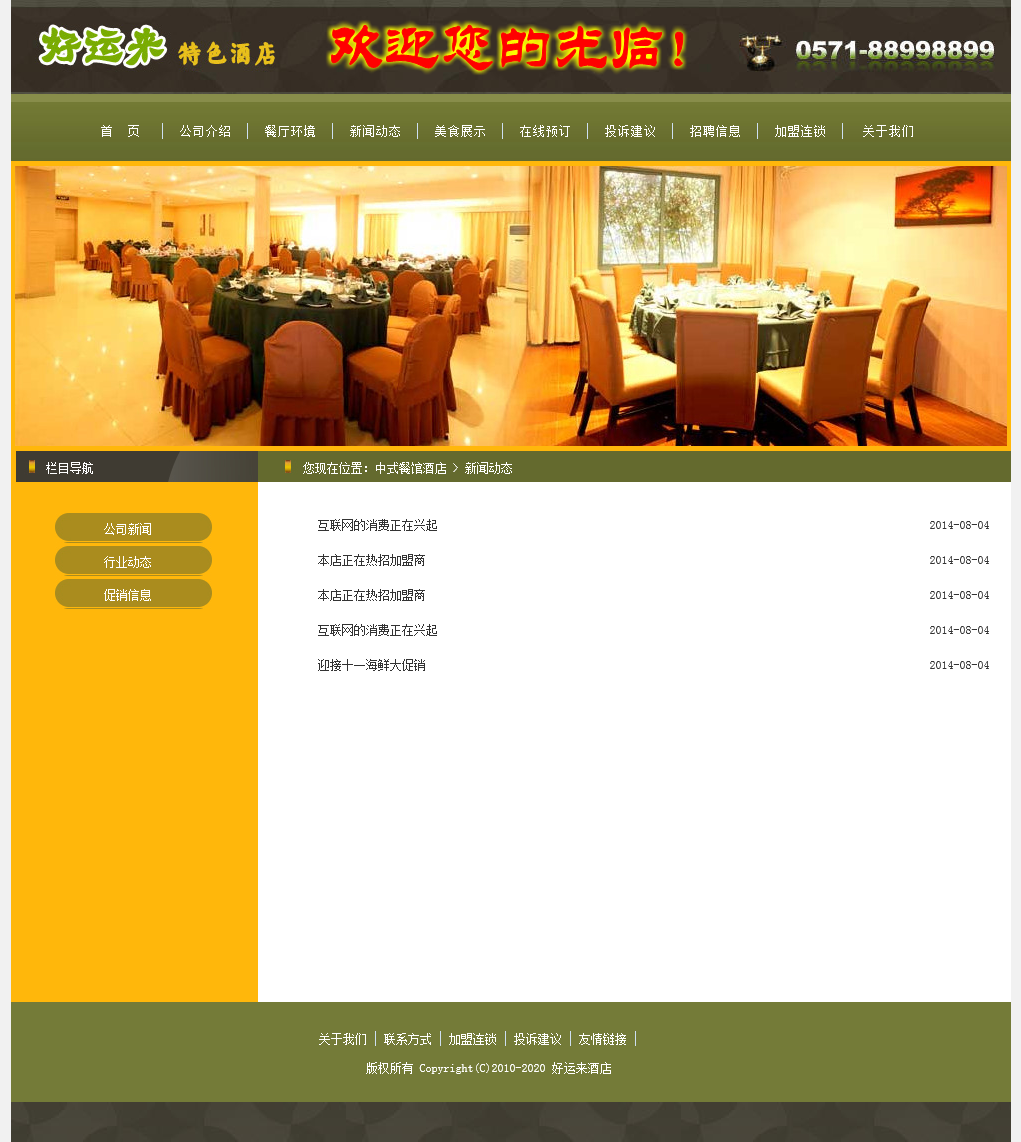 好运来 特色酒店 欢迎您的光临! 0571-88998899
首 页 公司介绍 餐厅环境 新闻动态 美食展示 在线预订 投诉建议 招聘信息 加盟连锁 关于我们
栏目导航
您现在位置: 中式餐馆酒店 > 新闻动态
公司新闻
行业动态
促销信息
互联网的消费正在兴起 2014-08-04
本店正在热招加盟商 2014-08-04
本店正在热招加盟商 2014-08-04
互联网的消费正在兴起 2014-08-04
迎接十一海鲜大促销 2014-08-04
关于我们 联系方式 加盟连锁 投诉建议 友情链接
版权所有 Copyright(C)2010-2020 好运来酒店